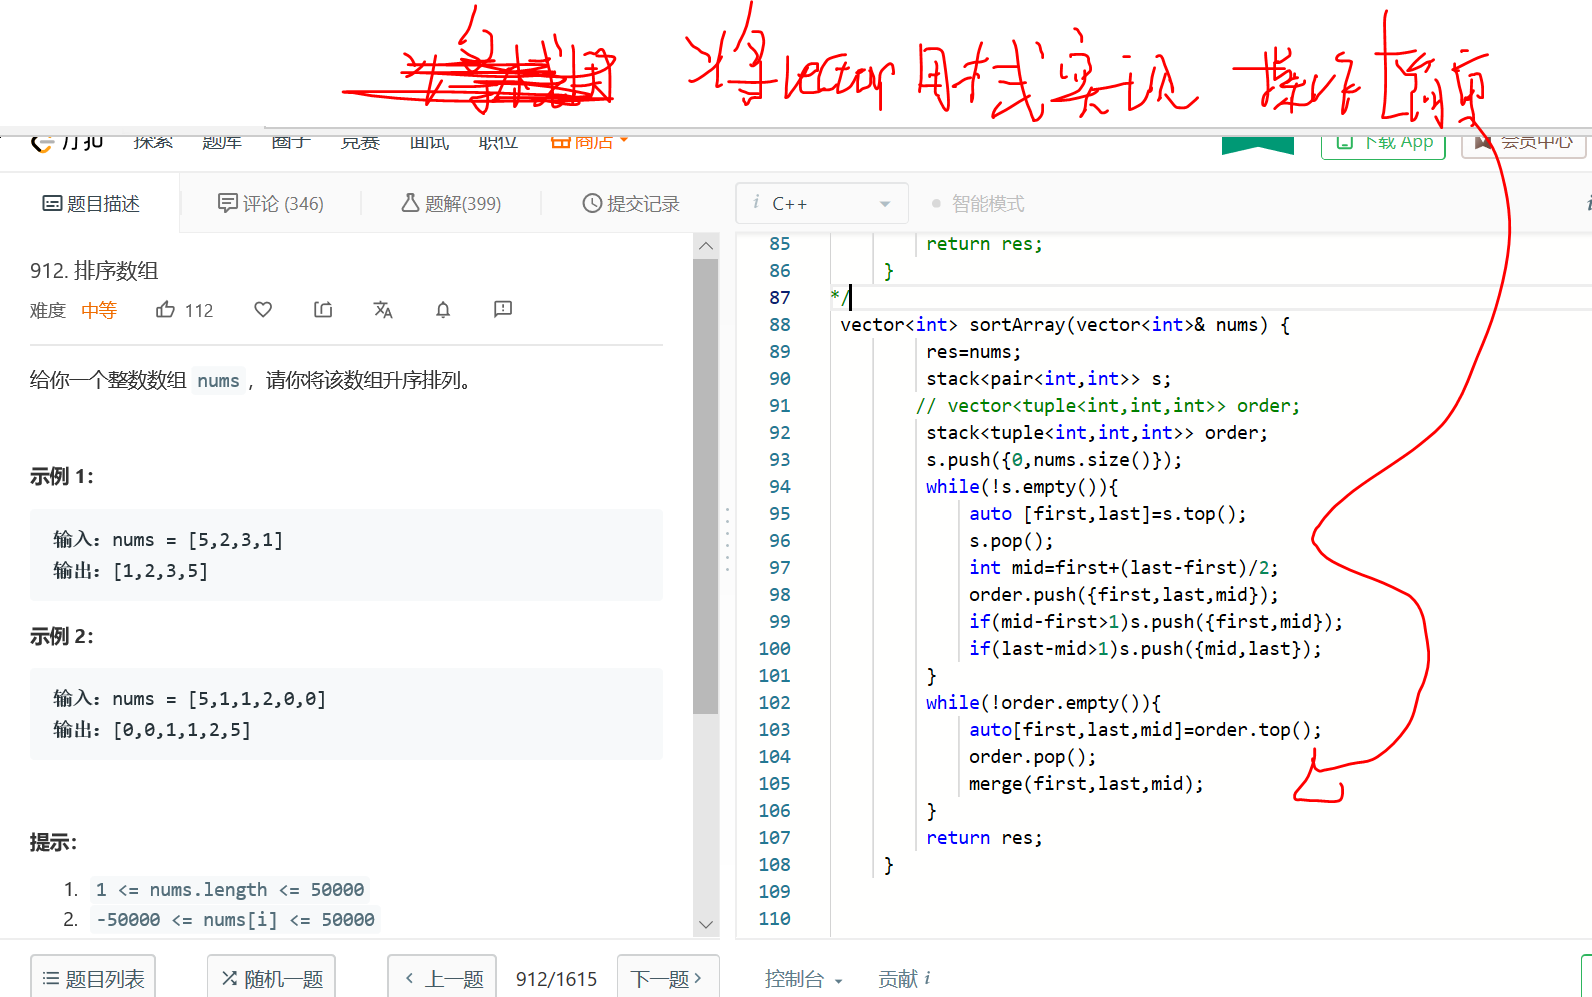 将vector用栈实现 操作简单
力扣 探索 题库 圈子 竞赛 面试 职位 商店 下载 App 会员中心
题目描述 评论 (346) 题解(399) 提交记录
i C++ 智能模式 i
912. 排序数组
难度 中等 112
给你一个整数数组 nums，请你将该数组升序排列。
示例 1：
输入：nums = [5,2,3,1]
输出：[1,2,3,5]
示例 2：
输入：nums = [5,1,1,2,0,0]
输出：[0,0,1,1,2,5]
提示：
1. 1 <= nums.length <= 50000
2. -50000 <= nums[i] <= 50000
85 return res;
86 }
87 */
88 vector<int> sortArray(vector<int>& nums) {
89 res=nums;
90 stack<pair<int,int>> s;
91 // vector<tuple<int,int,int>> order;
92 stack<tuple<int,int,int>> order;
93 s.push({0,nums.size()});
94 while(!s.empty()){
95 auto [first,last]=s.top();
96 s.pop();
97 int mid=first+(last-first)/2;
98 order.push({first,last,mid});
99 if(mid-first>1)s.push({first,mid});
100 if(last-mid>1)s.push({mid,last});
101 }
102 while(!order.empty()){
103 auto[first,last,mid]=order.top();
104 order.pop();
105 merge(first,last,mid);
106 }
107 return res;
108 }
109
110
题目列表 随机一题 上一题 912/1615 下一题 控制台 贡献 i